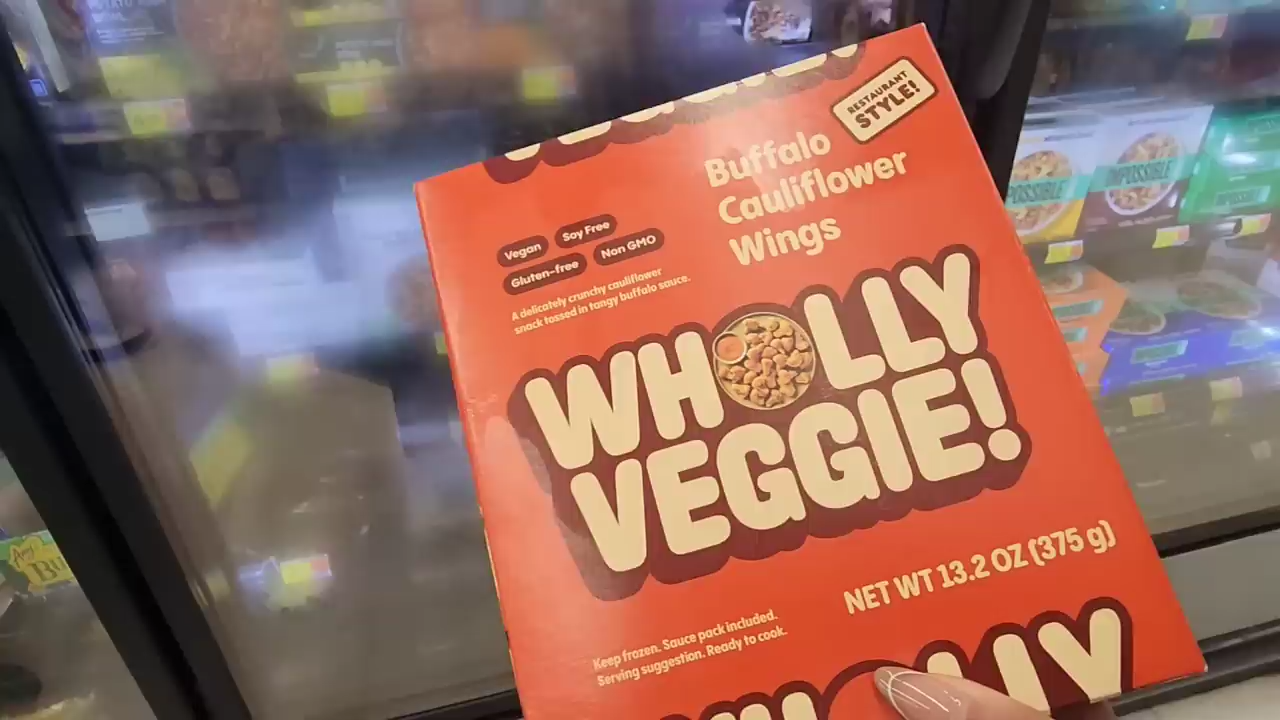 RESTAURANT
STYLE!
Buffalo
Cauliflower
Wings
Vegan
Soy Free
Gluten-free
Non GMO
A delicately crunchy cauliflower
snack tossed in tangy buffalo sauce.
WHOLLY
VEGGIE!
NET WT 13.2 OZ (375 g)
Keep frozen. Sauce pack included.
Serving suggestion. Ready to cook.
IMPOSSIBLE
Amy's